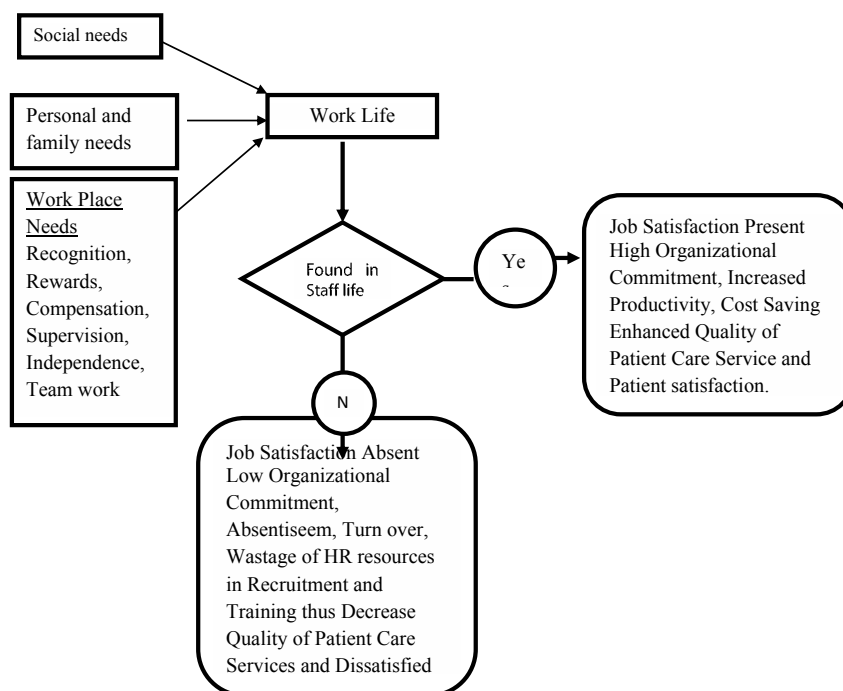 Social needs
Personal and
family needs
Work Life
Work Place
Needs
Recognition,
Rewards,
Compensation,
Supervision,
Independence,
Team work
Found in
Staff life
Ye
Job Satisfaction Present
High Organizational
Commitment, Increased
Productivity, Cost Saving
Enhanced Quality of
Patient Care Service and
Patient satisfaction.
N
Job Satisfaction Absent
Low Organizational
Commitment,
Absentiseem, Turn over,
Wastage of HR resources
in Recruitment and
Training thus Decrease
Quality of Patient Care
Services and Dissatisfied